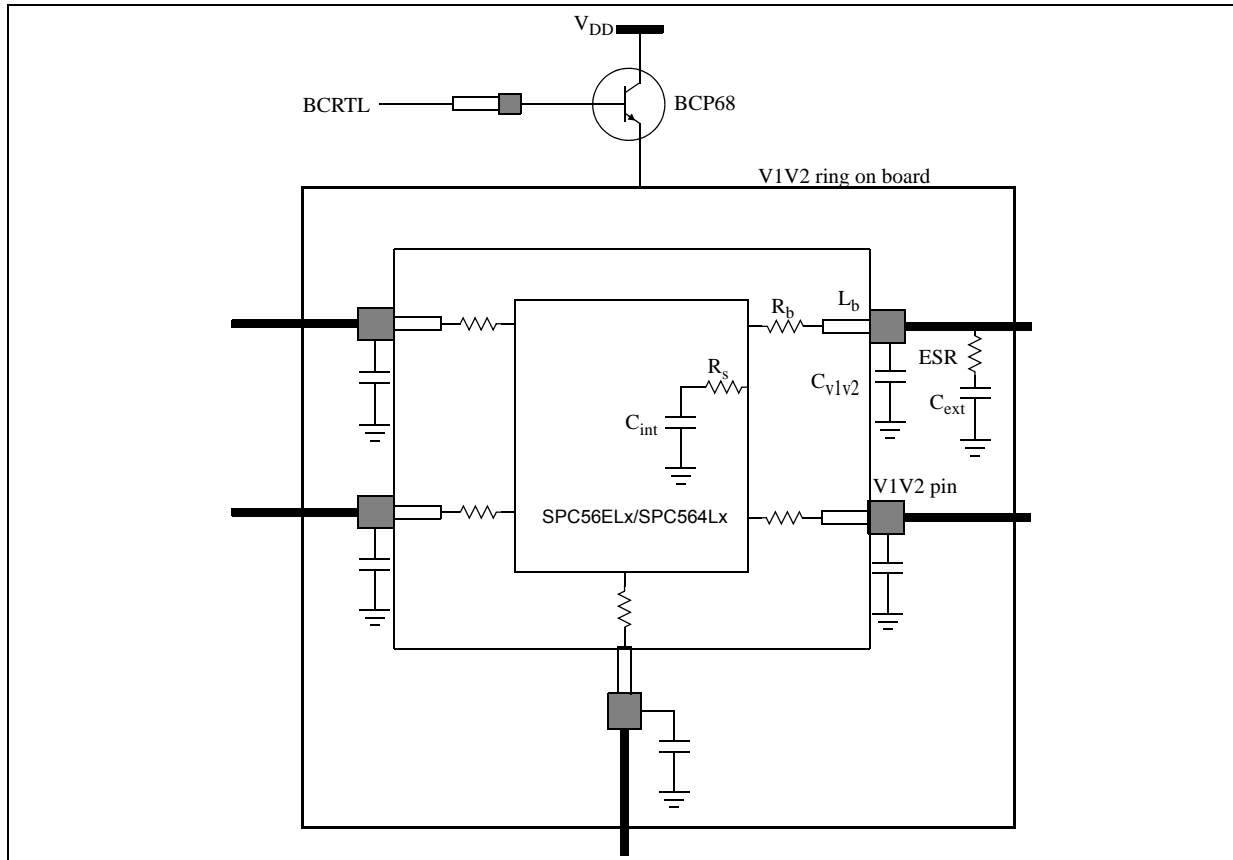 VDD
BCRTL
BCP68
V1V2 ring on board
Rb
Lb
ESR
Rs
Cv1v2
Cext
Cint
V1V2 pin
SPC56ELx/SPC564Lx